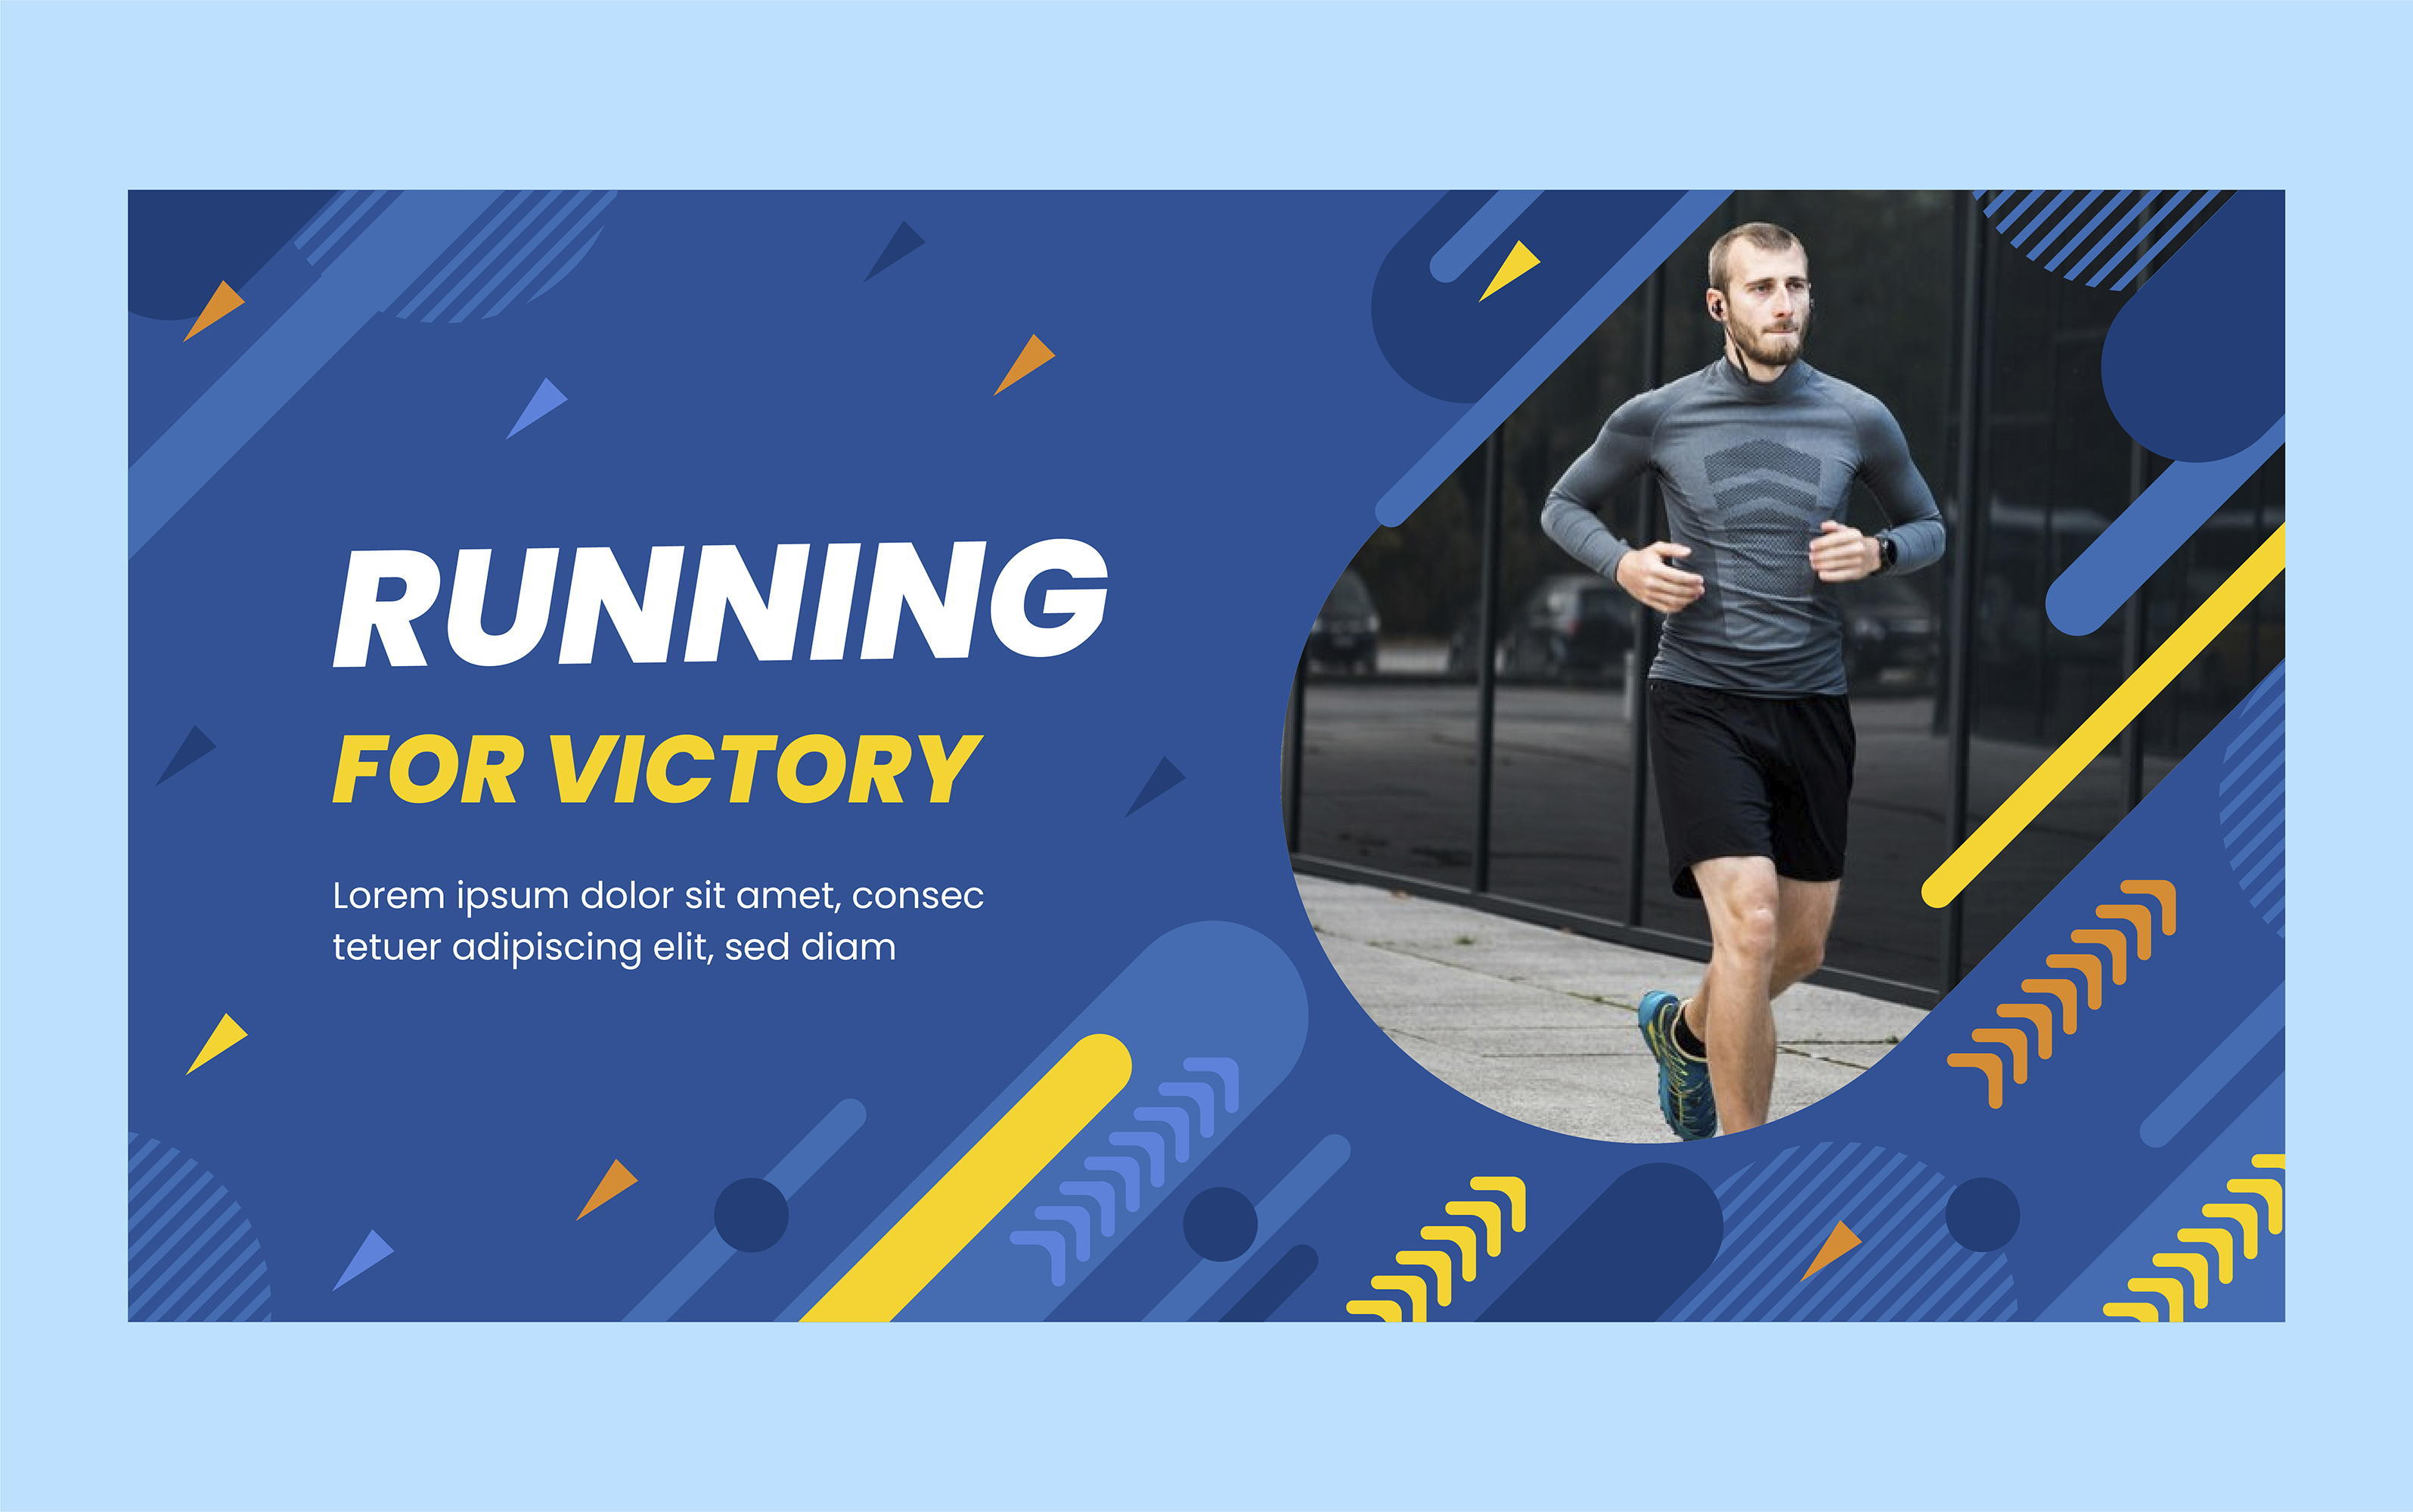 RUNNING
FOR VICTORY
Lorem ipsum dolor sit amet, consec
tetuer adipiscing elit, sed diam